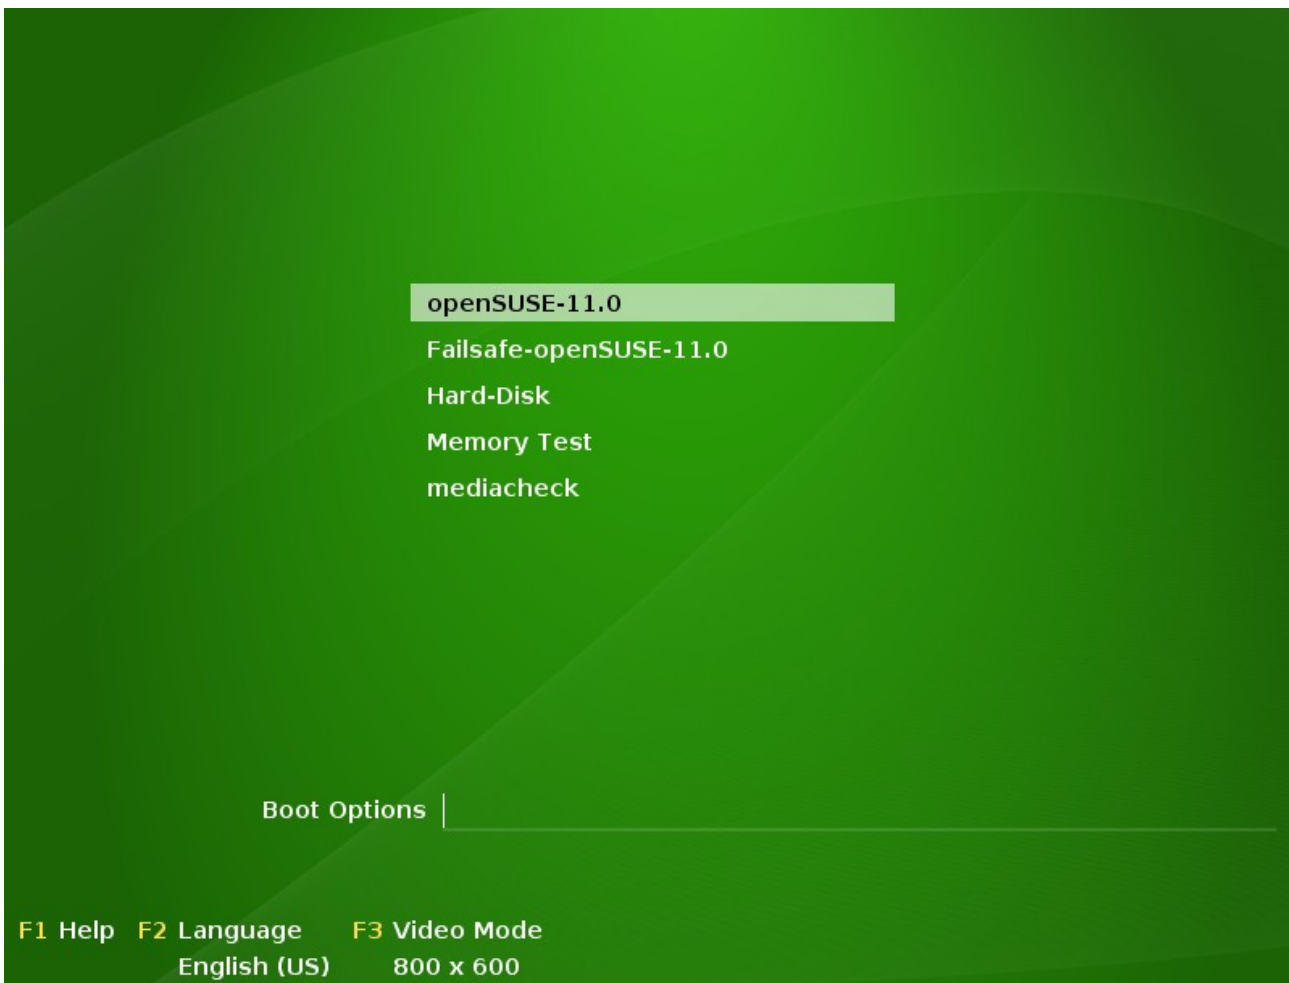 openSUSE-11.0
Failsafe-openSUSE-11.0
Hard-Disk
Memory Test
mediacheck
Boot Options
F1 Help F2 Language F3 Video Mode
English (US) 800 x 600